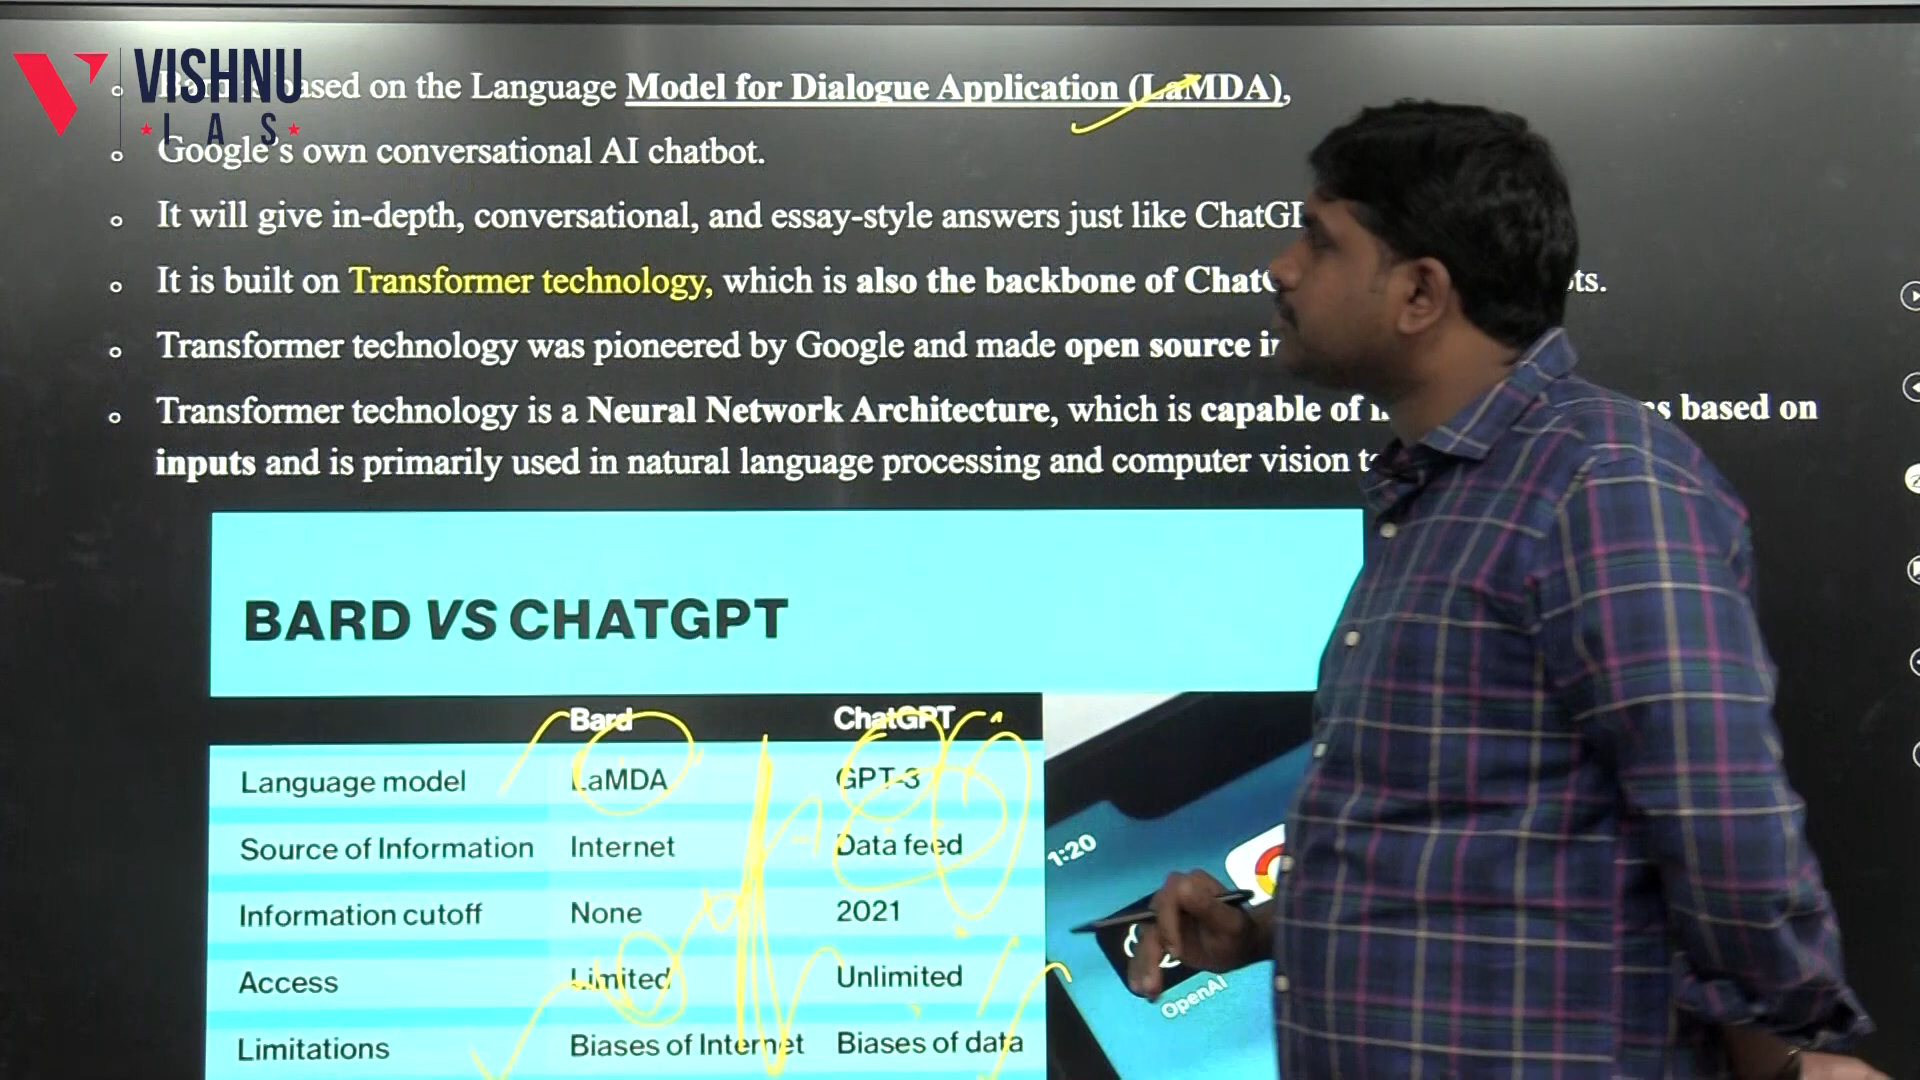 VISHNU
IAS
based on the Language Model for Dialogue Application (LaMDA),
Google's own conversational AI chatbot.
It will give in-depth, conversational, and essay-style answers just like
It is built on Transformer technology, which is also the backbone of
Transformer technology was pioneered by Google and made open source
Transformer technology is a Neural Network Architecture, which is capable of based on
inputs and is primarily used in natural language processing and computer vision
BARD VS CHATGPT
Bard ChatGPT
Language model LaMDA GPT-3
Source of Information Internet Data feed
Information cutoff None 2021
Access Limited Unlimited
Limitations Biases of Internet Biases of data
1:20
OpenAI